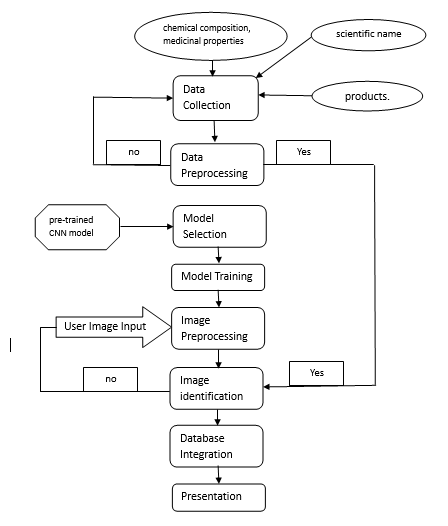 chemical composition,
medicinal properties
scientific name
Data
Collection
products.
no
Yes
Data
Preprocessing
pre-trained
CNN model
Model
Selection
Model Training
User Image Input
Image
Preprocessing
no
Yes
Image
identification
Database
Integration
Presentation